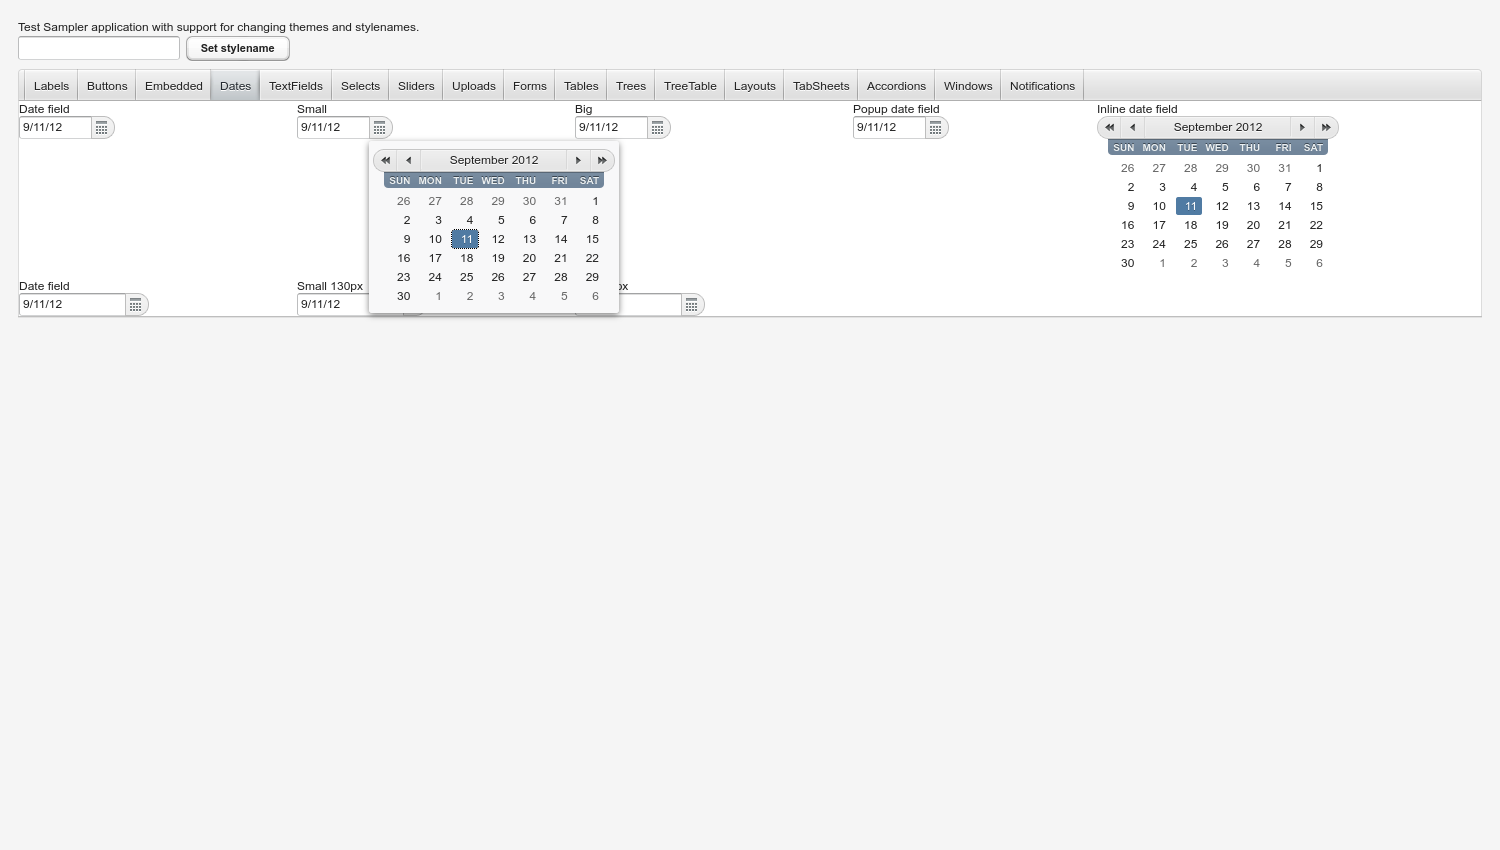 Test Sampler application with support for changing themes and stylenames.
Set stylename
Labels Buttons Embedded Dates TextFields Selects Sliders Uploads Forms Tables Trees TreeTable Layouts TabSheets Accordions Windows Notifications
Date field Small Big Popup date field Inline date field
9/11/12 9/11/12 9/11/12 9/11/12
September 2012
SUN MON TUE WED THU FRI SAT
26 27 28 29 30 31 1
2 3 4 5 6 7 8
9 10 11 12 13 14 15
16 17 18 19 20 21 22
23 24 25 26 27 28 29
30 1 2 3 4 5 6
September 2012
SUN MON TUE WED THU FRI SAT
26 27 28 29 30 31 1
2 3 4 5 6 7 8
9 10 11 12 13 14 15
16 17 18 19 20 21 22
23 24 25 26 27 28 29
30 1 2 3 4 5 6
Date field Small 130px
9/11/12 9/11/12